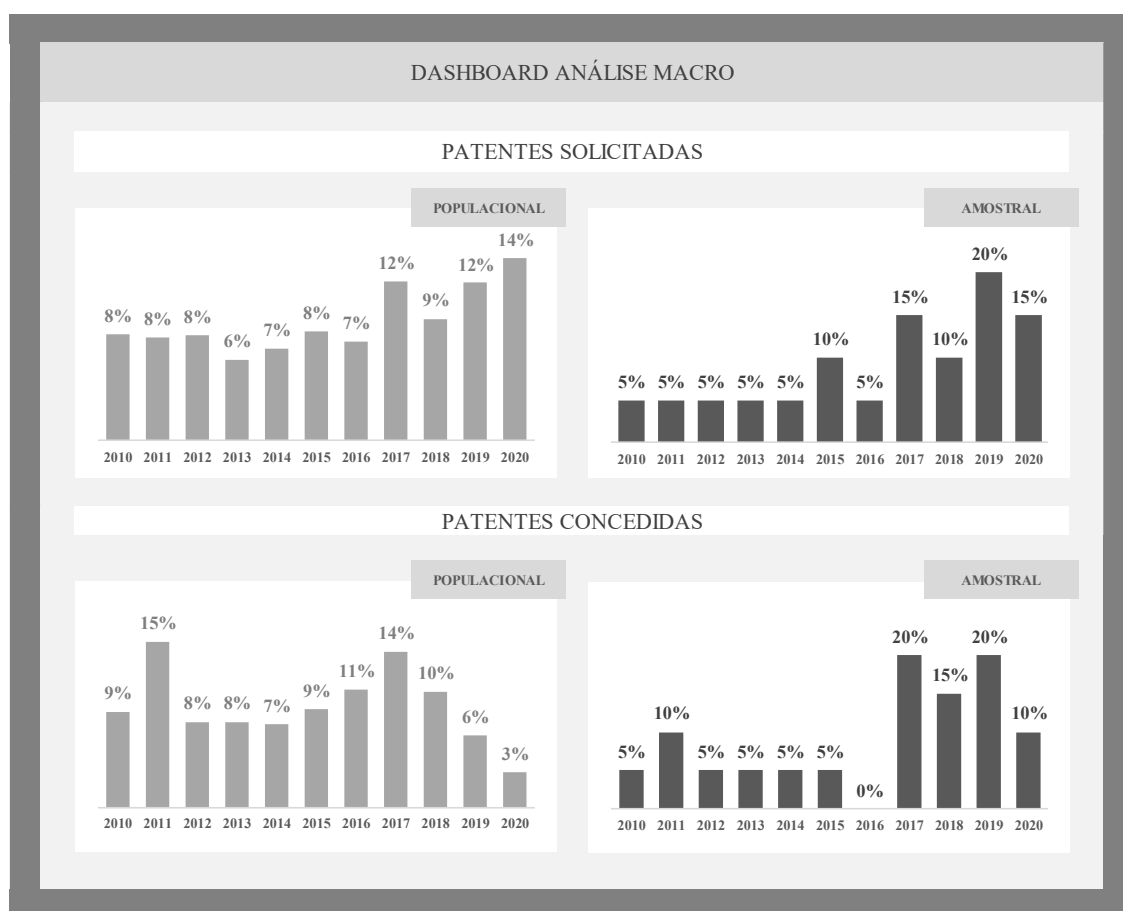 DASHBOARD ANÁLISE MACRO
PATENTES SOLICITADAS
POPULACIONAL
8% 8% 8% 6% 7% 8% 7% 12% 9% 12% 14%
2010 2011 2012 2013 2014 2015 2016 2017 2018 2019 2020
AMOSTRAL
5% 5% 5% 5% 5% 10% 5% 15% 10% 20% 15%
2010 2011 2012 2013 2014 2015 2016 2017 2018 2019 2020
PATENTES CONCEDIDAS
POPULACIONAL
9% 15% 8% 8% 7% 9% 11% 14% 10% 6% 3%
2010 2011 2012 2013 2014 2015 2016 2017 2018 2019 2020
AMOSTRAL
5% 10% 5% 5% 5% 5% 0% 20% 15% 20% 10%
2010 2011 2012 2013 2014 2015 2016 2017 2018 2019 2020